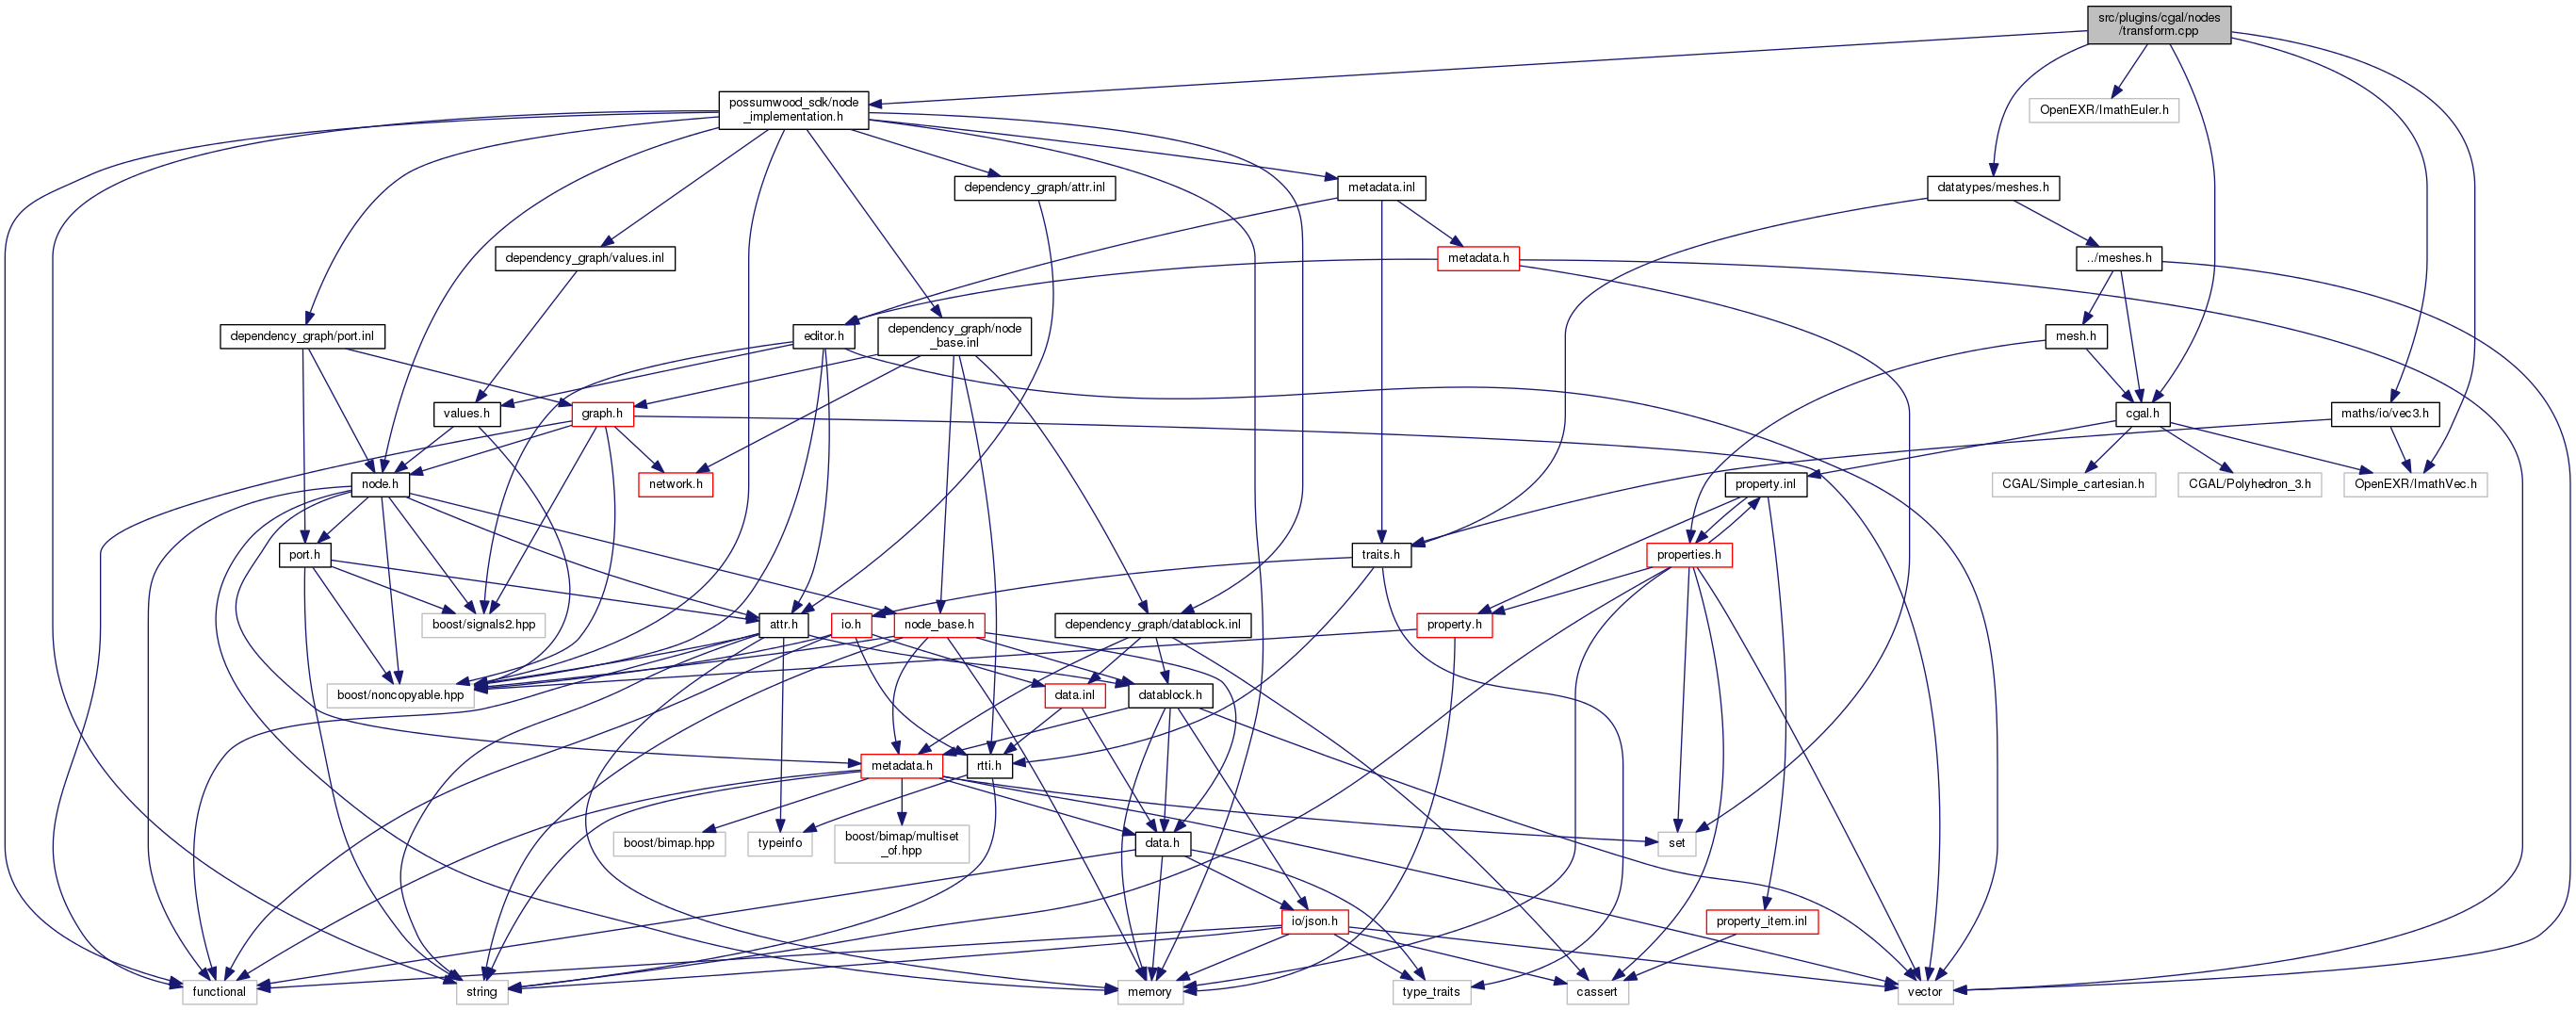 src/plugins/cgal/nodes
/transform.cpp
possumwood_sdk/node
_implementation.h
OpenEXR/ImathEuler.h
dependency_graph/attr.inl
metadata.inl
datatypes/meshes.h
dependency_graph/values.inl
metadata.h
../meshes.h
dependency_graph/port.inl
editor.h
dependency_graph/node
_base.inl
mesh.h
values.h
graph.h
cgal.h
maths/io/vec3.h
node.h
network.h
property.inl
CGAL/Simple_cartesian.h
CGAL/Polyhedron_3.h
OpenEXR/ImathVec.h
port.h
traits.h
properties.h
boost/signals2.hpp
attr.h
io.h
node_base.h
dependency_graph/datablock.inl
property.h
boost/noncopyable.hpp
data.inl
datablock.h
metadata.h
rtti.h
boost/bimap.hpp
typeinfo
boost/bimap/multiset
_of.hpp
data.h
set
io/json.h
property_item.inl
functional
string
memory
type_traits
cassert
vector